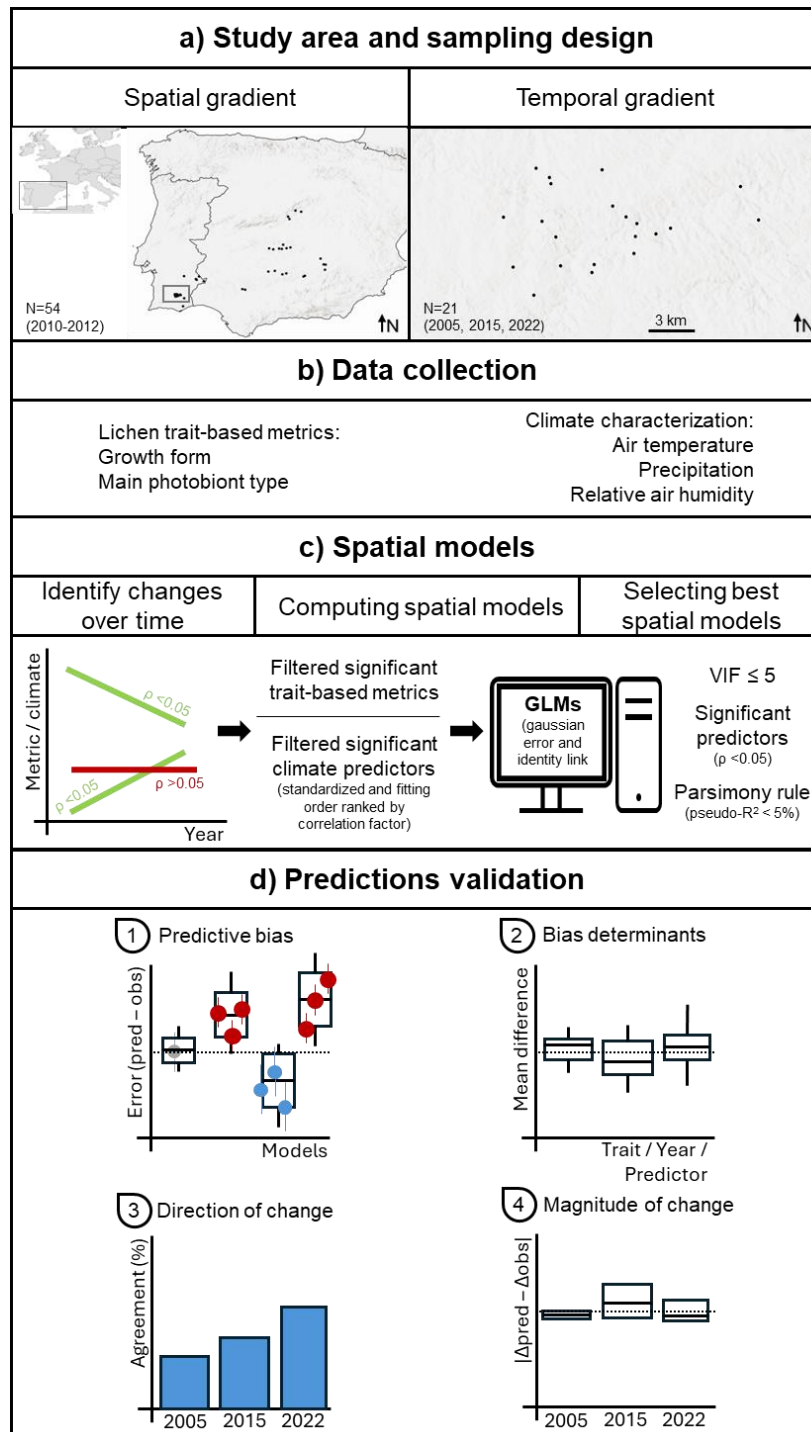 a) Study area and sampling design
Spatial gradient
Temporal gradient
N=54
(2010-2012)
N
N=21
(2005, 2015, 2022)
3 km
N
b) Data collection
Lichen trait-based metrics:
Growth form
Main photobiont type
Climate characterization:
Air temperature
Precipitation
Relative air humidity
c) Spatial models
Identify changes
over time
Computing spatial models
Selecting best
spatial models
Metric / climate
ρ <0.05
ρ <0.05
ρ >0.05
Year
Filtered significant
trait-based metrics
Filtered significant
climate predictors
(standardized and fitting
order ranked by
correlation factor)
GLMs
(gaussian
error and
identity link)
VIF ≤ 5
Significant
predictors
(ρ <0.05)
Parsimony rule
(pseudo-R² < 5%)
d) Predictions validation
1 Predictive bias
Error (pred – obs)
Models
2 Bias determinants
Mean difference
Trait / Year /
Predictor
3 Direction of change
Agreement (%)
2005 2015 2022
4 Magnitude of change
|Δpred – Δobs|
2005 2015 2022